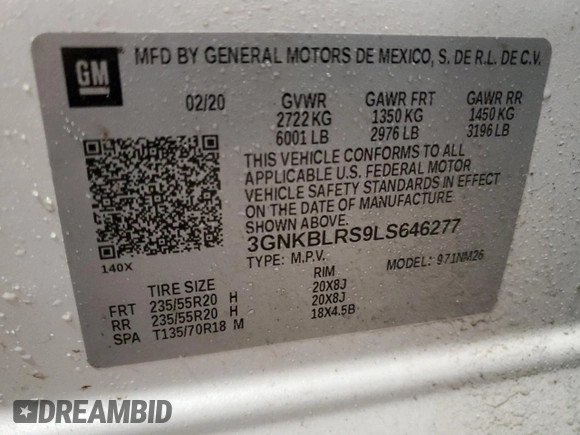 GM
MFD BY GENERAL MOTORS DE MEXICO, S. DE R.L. DE C.V.
02/20 GVWR GAWR FRT GAWR RR
2722 KG 1350 KG 1450 KG
6001 LB 2976 LB 3196 LB
THIS VEHICLE CONFORMS TO ALL
APPLICABLE U.S. FEDERAL MOTOR
VEHICLE SAFETY STANDARDS IN EFFECT
ON THE DATE OF MANUFACTURE
SHOWN ABOVE.
3GNKBLRS9LS646277
140X TYPE: M.P.V. MODEL: 971NM26
TIRE SIZE RIM
FRT 235/55R20 H 20X8J
RR 235/55R20 H 20X8J
SPA T135/70R18 M 18X4.5B
DREAMBID